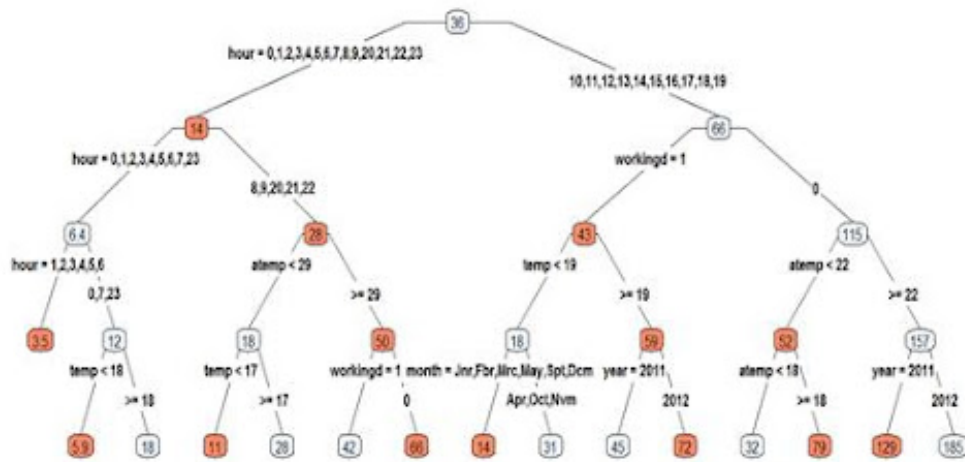 36
hour = 0,1,2,3,4,5,6,7,8,9,20,21,22,23
10,11,12,13,14,15,16,17,18,19
14
66
hour = 0,1,2,3,4,5,6,7,23
workingd = 1
8,9,20,21,22
0
6.4
28
43
115
hour = 1,2,3,4,5,6
atemp < 29
temp < 19
atemp < 22
0,7,23
>= 29
>= 19
>= 22
3.5
12
18
50
18
59
52
157
temp < 18
temp < 17
workingd = 1
month = Jnr,Fbr,Mrc,May,Spt,Dcm
year = 2011
atemp < 18
year = 2011
>= 18
>= 17
0
Apr,Oct,Nvm
2012
>= 18
2012
5.9
18
11
28
42
66
14
31
45
72
32
79
129
185